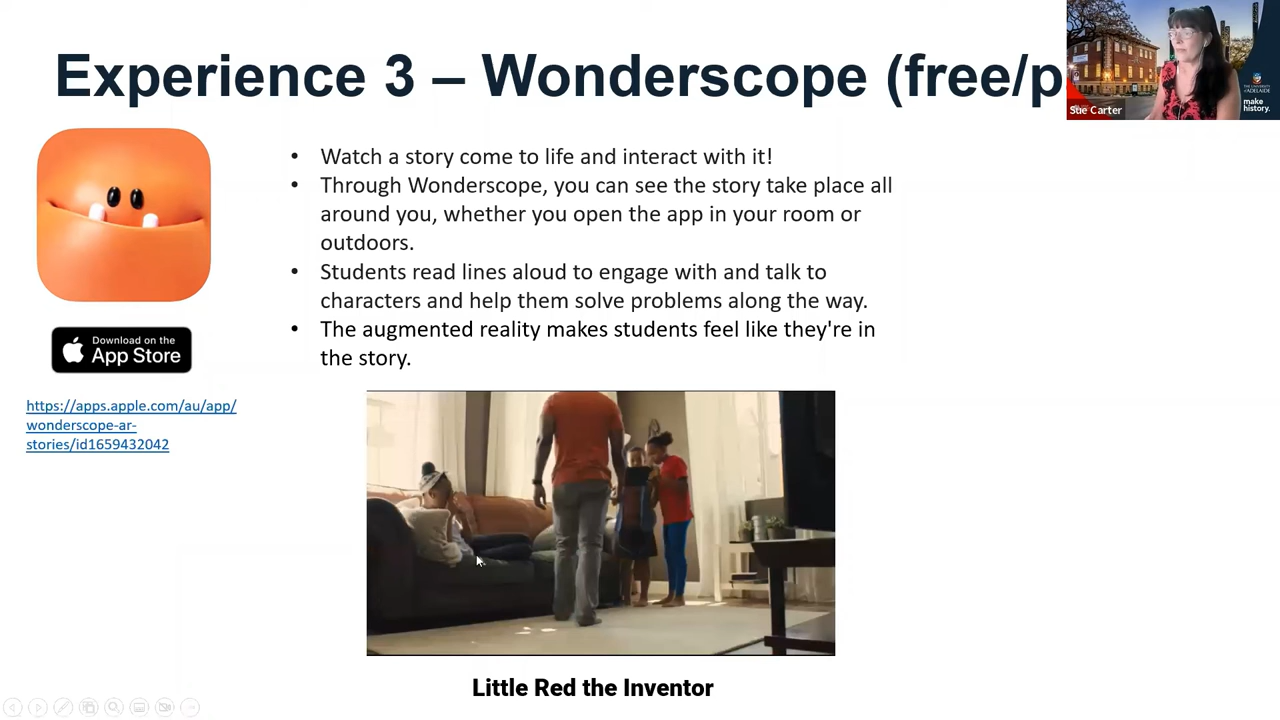 Experience 3 – Wonderscope (free/p
Sue Carter
THE UNIVERSITY
of ADELAIDE
make
history.
• Watch a story come to life and interact with it!
• Through Wonderscope, you can see the story take place all
around you, whether you open the app in your room or
outdoors.
• Students read lines aloud to engage with and talk to
characters and help them solve problems along the way.
• The augmented reality makes students feel like they're in
the story.
Download on the
App Store
https://apps.apple.com/au/app/
wonderscope-ar-
stories/id1659432042
Little Red the Inventor